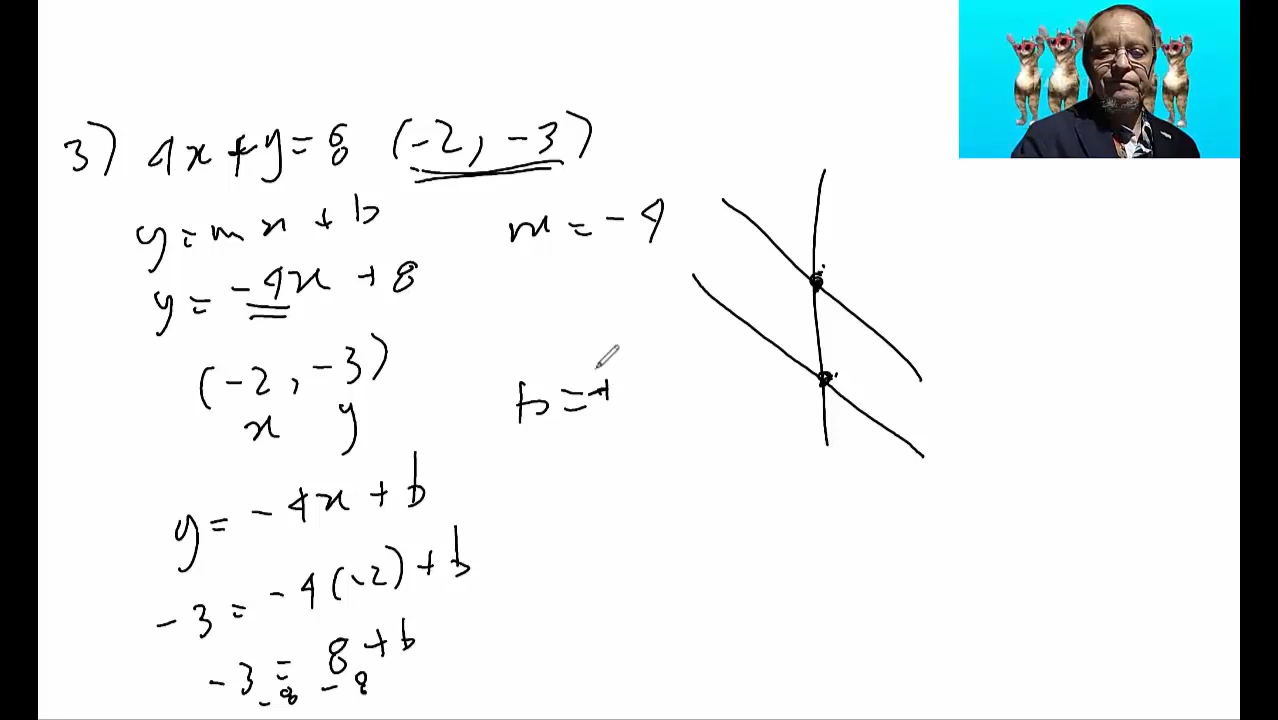 3) 4x + y = 8 (-2, -3)
y = mx + b
m = -4
y = -4x + 8
(-2, -3)
x y
b = -
y = -4x + b
-3 = -4(-2) + b
-3 = 8 + b
-8 -8